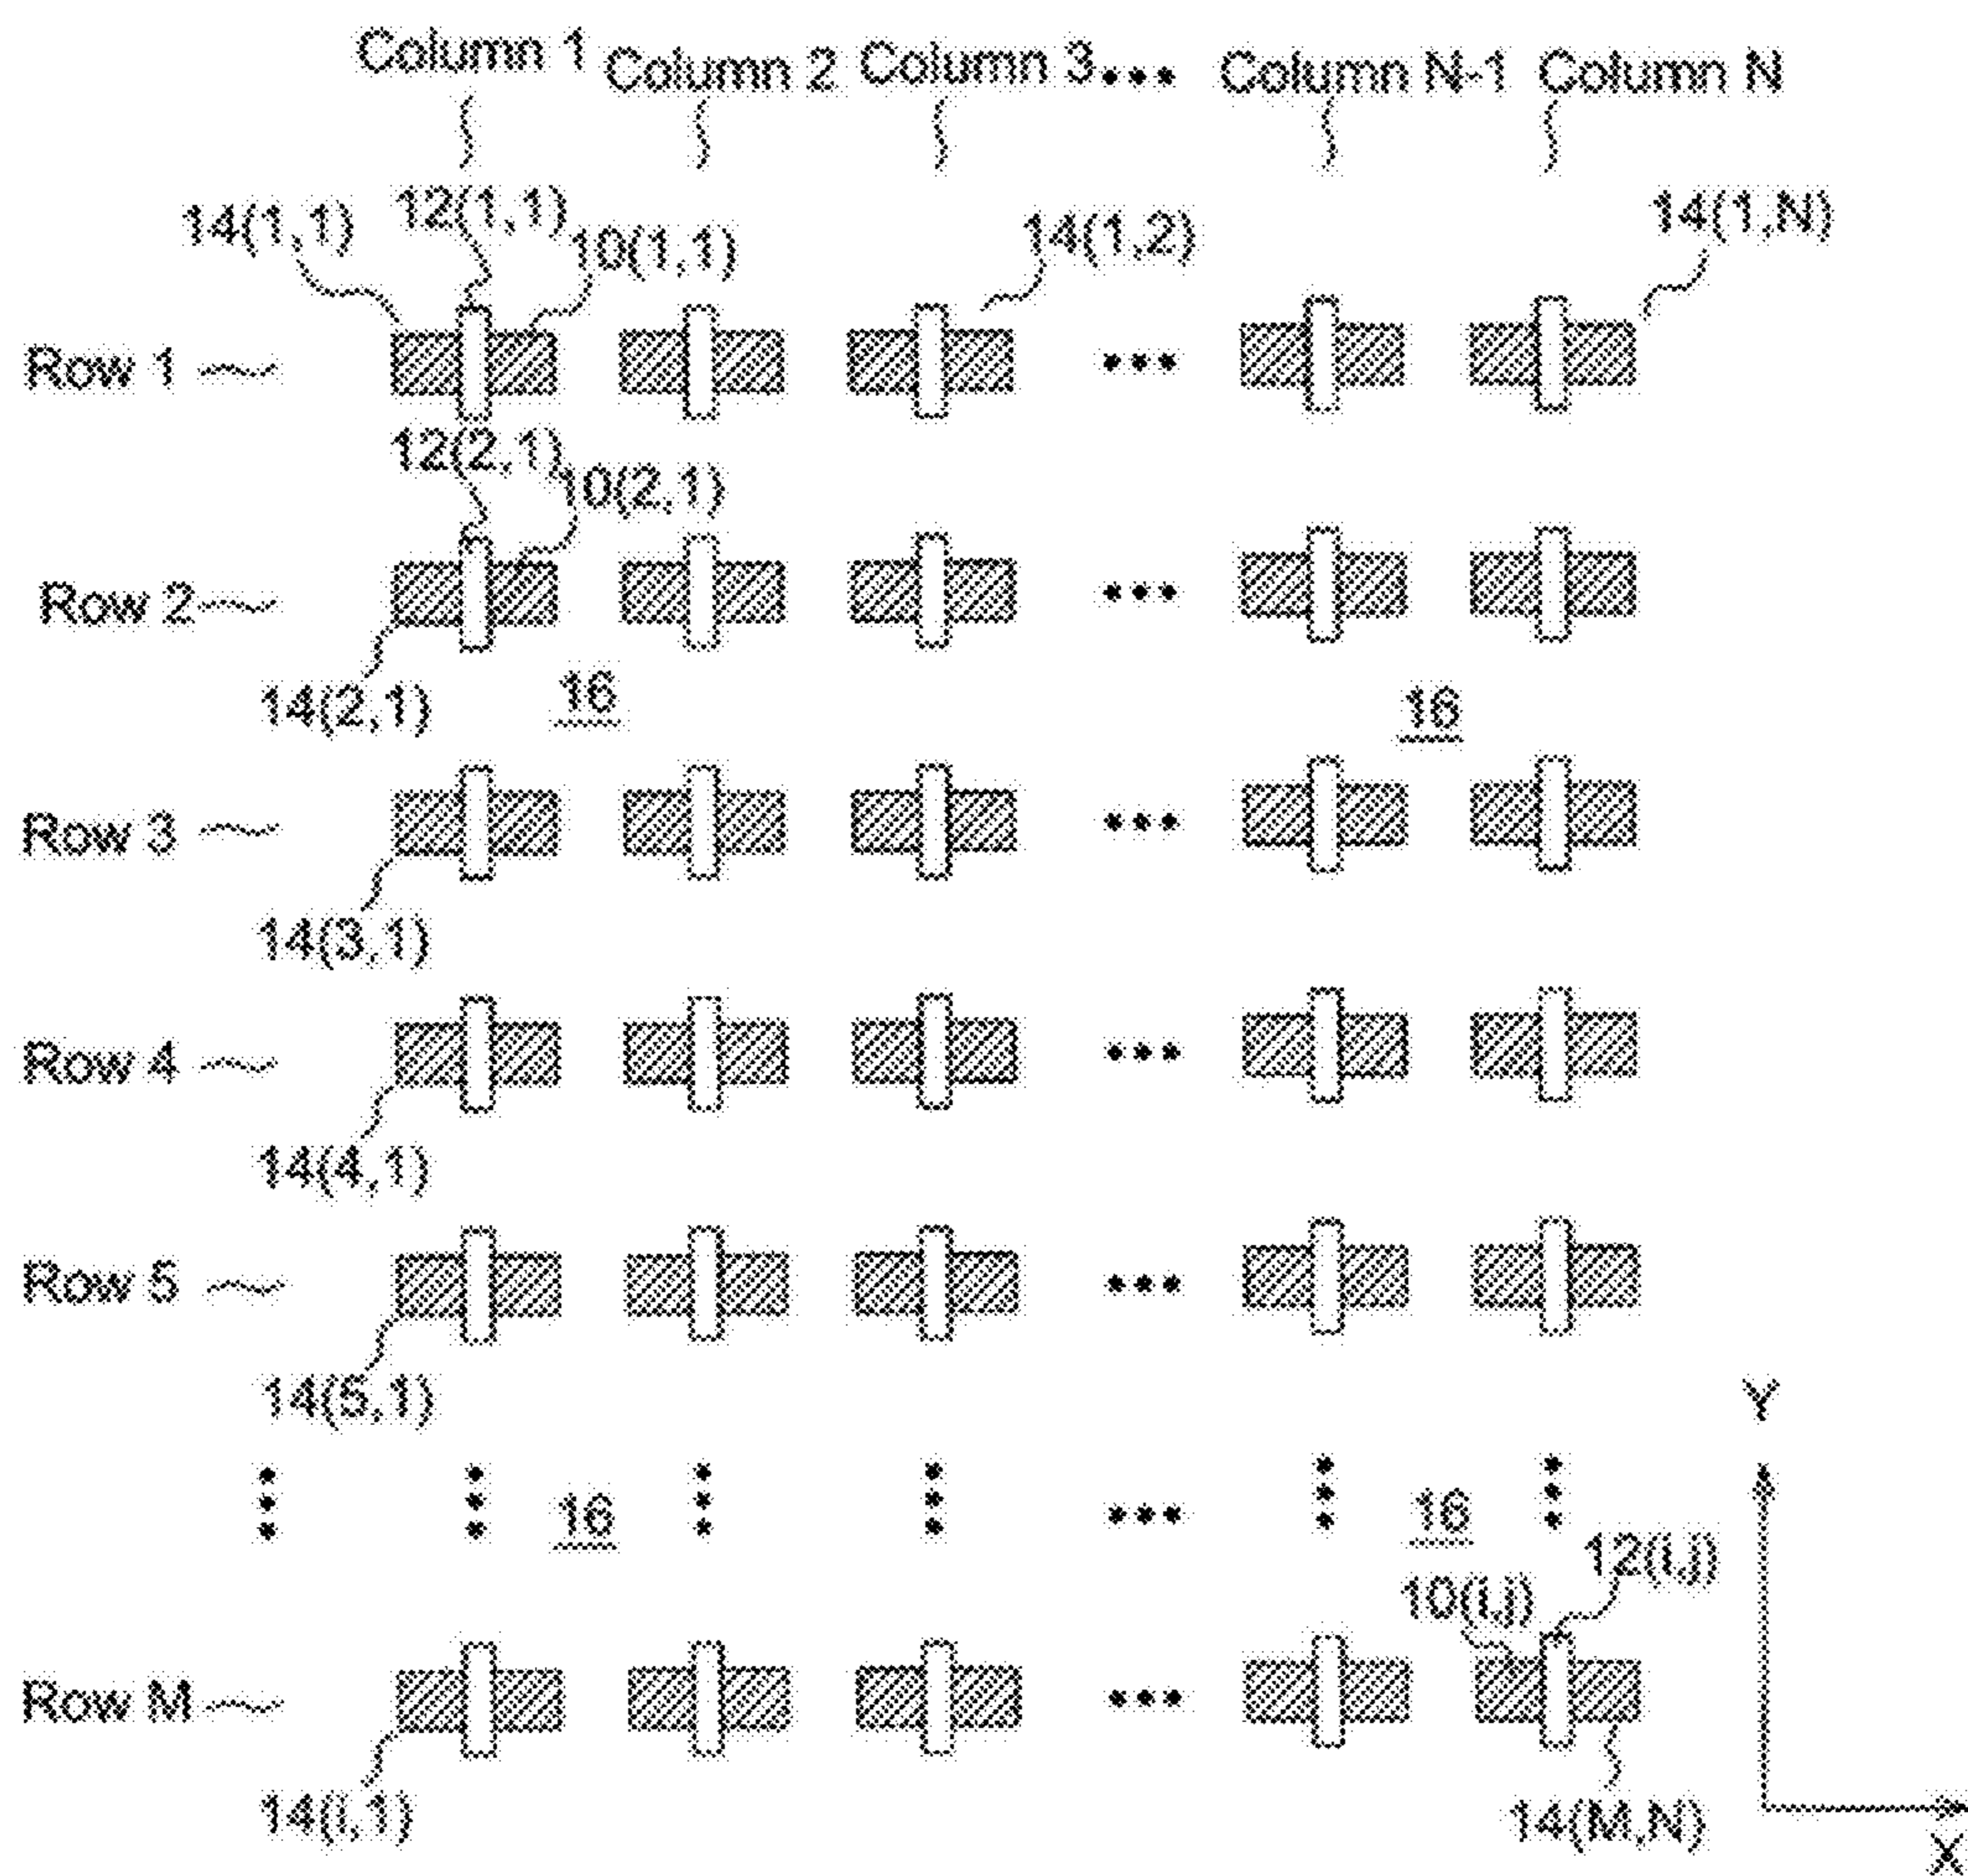 Column 1 Column 2 Column 3... Column N-1 Column N
14(1,1) 12(1,1) 10(1,1) 14(1,2) 14(1,N)
Row 1 ...
12(2,1) 10(2,1)
Row 2 ...
14(2,1) 16 16
Row 3 ...
14(3,1)
Row 4 ...
14(4,1)
Row 5 ...
14(5,1) Y
16 ... 16
10(i,j) 12(i,j)
Row M ...
14(i,1) 14(M,N)
X